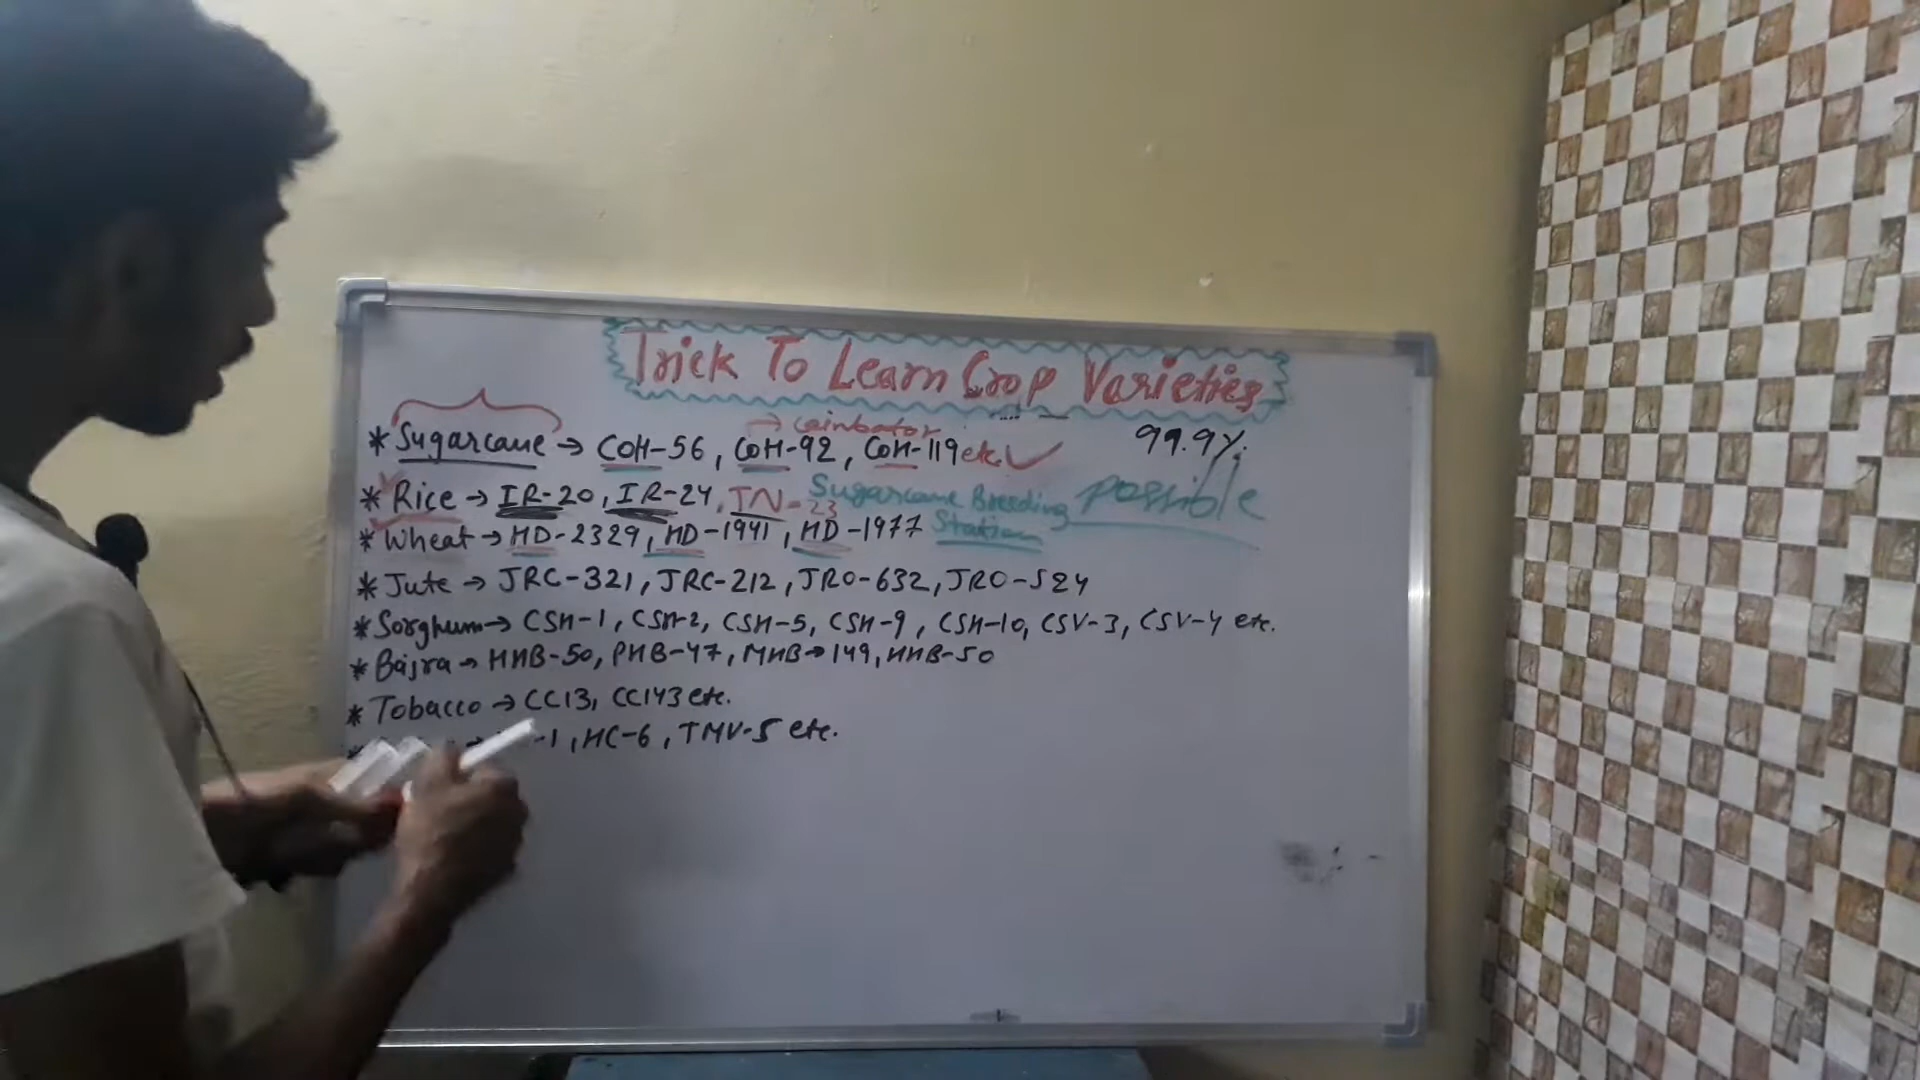 Trick To Learn Crop Varieties
→ Coinbator
* Sugarcane → COH-56, COH-92, COH-119 etc. ✓
99.9%
possible
* Rice → IR-20, IR-24, TN-23
Sugarcane Breeding
Station
* Wheat → HD-2329, HD-1941, HD-1977
* Jute → JRC-321, JRC-212, JRO-632, JRO-524
* Sorghum → CSH-1, CSH-2, CSH-5, CSH-9, CSH-10, CSV-3, CSV-4 etc.
* Bajra → HHB-50, PHB-47, MHB→149, HHB-50
* Tobacco → CC13, CC143 etc.
-1, HC-6, TMV-5 etc.